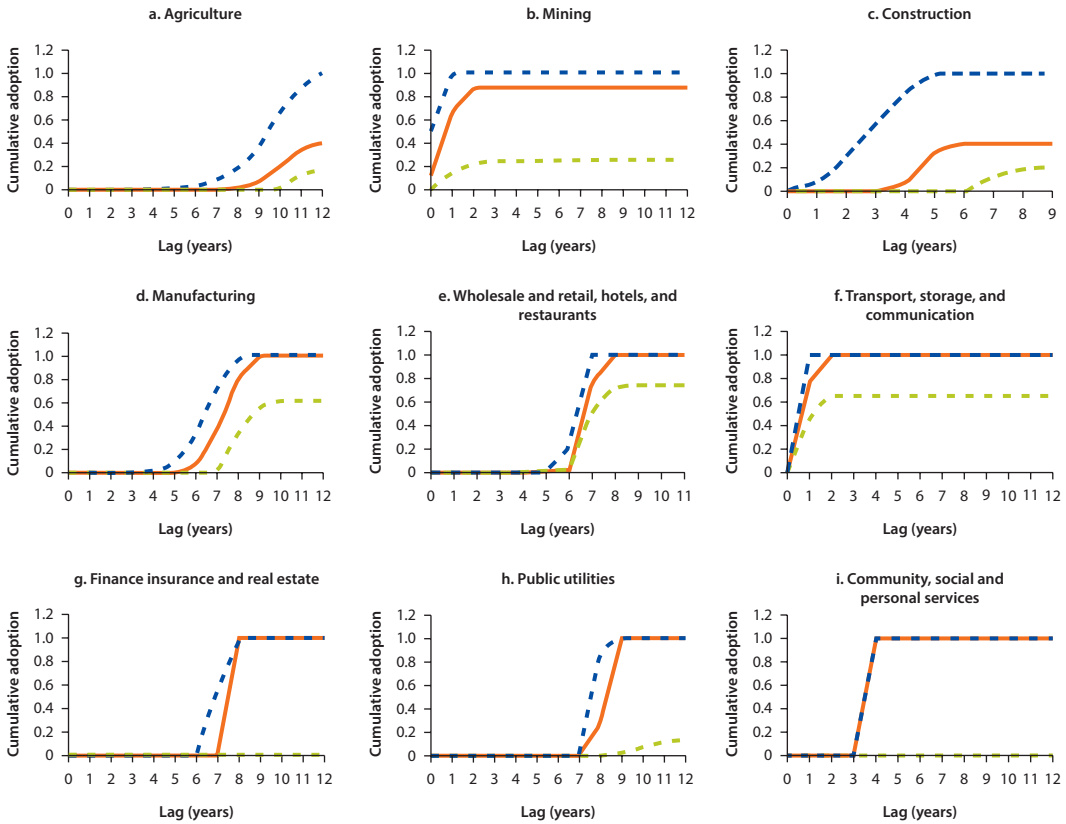 a. Agriculture
Cumulative adoption
1.2
1.0
0.8
0.6
0.4
0.2
0
0 1 2 3 4 5 6 7 8 9 10 11 12
Lag (years)
b. Mining
Cumulative adoption
1.2
1.0
0.8
0.6
0.4
0.2
0
0 1 2 3 4 5 6 7 8 9 10 11 12
Lag (years)
c. Construction
Cumulative adoption
1.2
1.0
0.8
0.6
0.4
0.2
0
0 1 2 3 4 5 6 7 8 9
Lag (years)
d. Manufacturing
Cumulative adoption
1.2
1.0
0.8
0.6
0.4
0.2
0
0 1 2 3 4 5 6 7 8 9 10 11 12
Lag (years)
e. Wholesale and retail, hotels, and
restaurants
Cumulative adoption
1.2
1.0
0.8
0.6
0.4
0.2
0
0 1 2 3 4 5 6 7 8 9 10 11
Lag (years)
f. Transport, storage, and
communication
Cumulative adoption
1.2
1.0
0.8
0.6
0.4
0.2
0
0 1 2 3 4 5 6 7 8 9 10 11 12
Lag (years)
g. Finance insurance and real estate
Cumulative adoption
1.2
1.0
0.8
0.6
0.4
0.2
0
0 1 2 3 4 5 6 7 8 9 10 11 12
Lag (years)
h. Public utilities
Cumulative adoption
1.2
1.0
0.8
0.6
0.4
0.2
0
0 1 2 3 4 5 6 7 8 9 10 11 12
Lag (years)
i. Community, social and
personal services
Cumulative adoption
1.2
1.0
0.8
0.6
0.4
0.2
0
0 1 2 3 4 5 6 7 8 9 10 11 12
Lag (years)